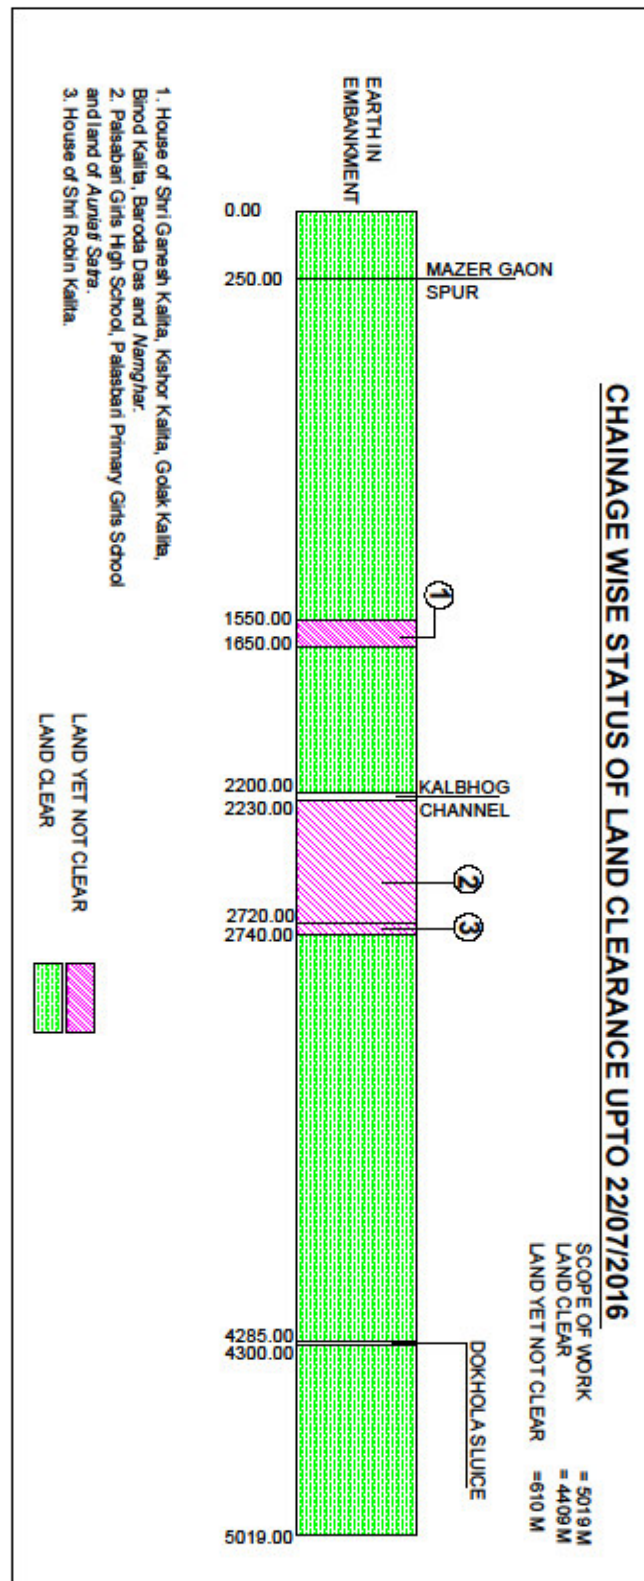 CHAINAGE WISE STATUS OF LAND CLEARANCE UPTO 22/07/2016
SCOPE OF WORK = 5019 M
LAND CLEAR = 4409 M
LAND YET NOT CLEAR =610 M
EARTH IN
EMBANKMENT
0.00
250.00
MAZER GAON
SPUR
1550.00
1650.00
1
2200.00
2230.00
KALBHOG
CHANNEL
2
2720.00
2740.00
3
4285.00
4300.00
DOKHOLA SLUICE
5019.00
1. House of Shri Ganesh Kalita, Kishor Kalita, Golak Kalita,
Binod Kalita, Baroda Das and Namghar.
2. Palsabari Girls High School, Palasbari Primary Girls School
and land of Auniati Satra.
3. House of Shri Robin Kalita.
LAND YET NOT CLEAR
LAND CLEAR